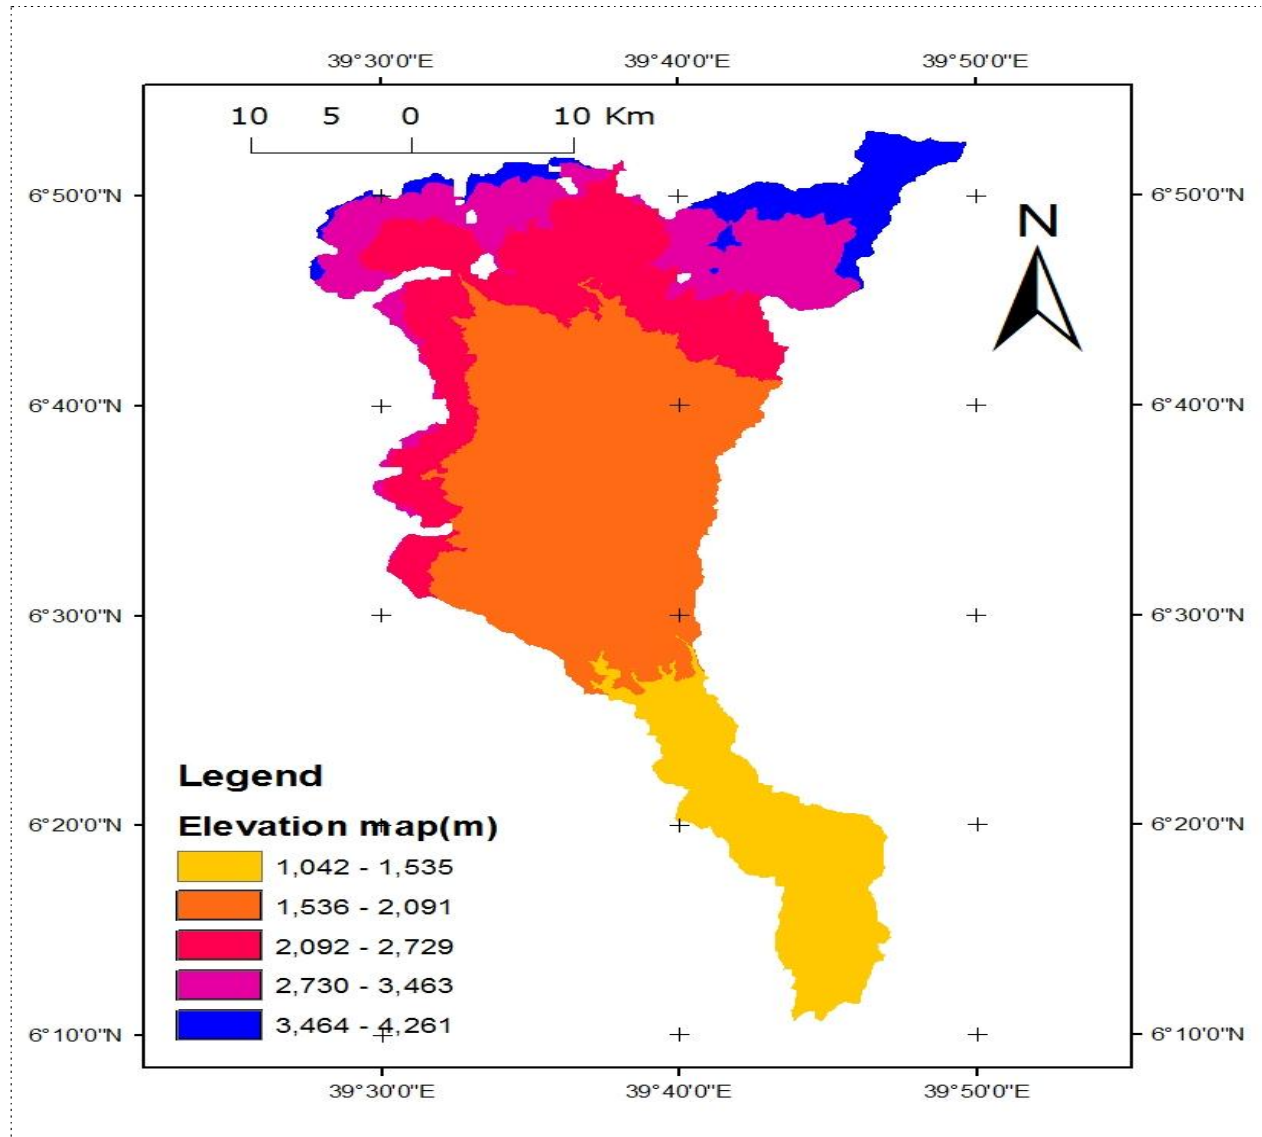 39°30'0"E 39°40'0"E 39°50'0"E
10 5 0 10 Km
6°50'0"N 6°50'0"N
N
6°40'0"N 6°40'0"N
6°30'0"N 6°30'0"N
Legend
6°20'0"N 6°20'0"N
Elevation map(m)
1,042 - 1,535
1,536 - 2,091
2,092 - 2,729
2,730 - 3,463
3,464 - 4,261
6°10'0"N 6°10'0"N
39°30'0"E 39°40'0"E 39°50'0"E